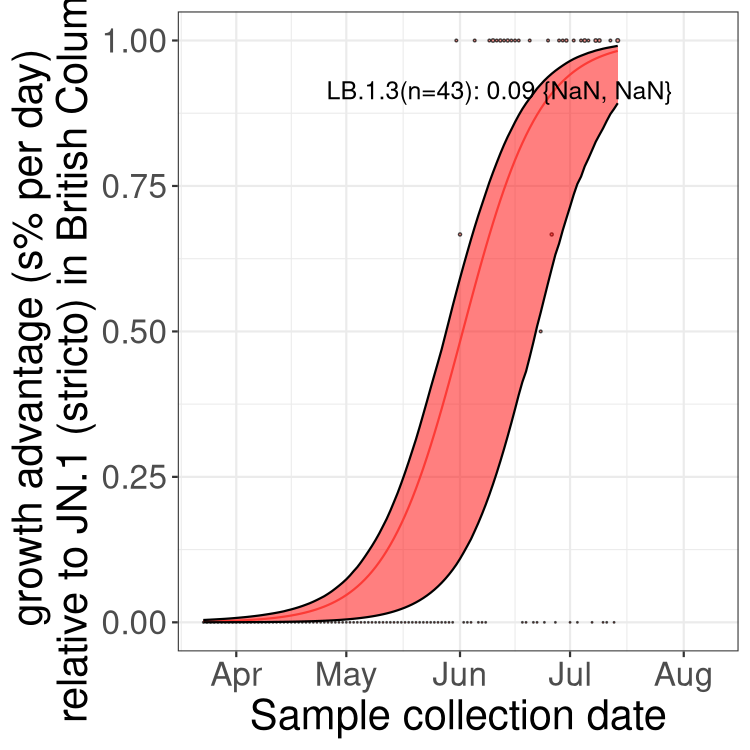 growth advantage (s% per day)
relative to JN.1 (stricto) in British Colum
1.00
0.75
0.50
0.25
0.00
LB.1.3(n=43): 0.09 {NaN, NaN}
Apr May Jun Jul Aug
Sample collection date